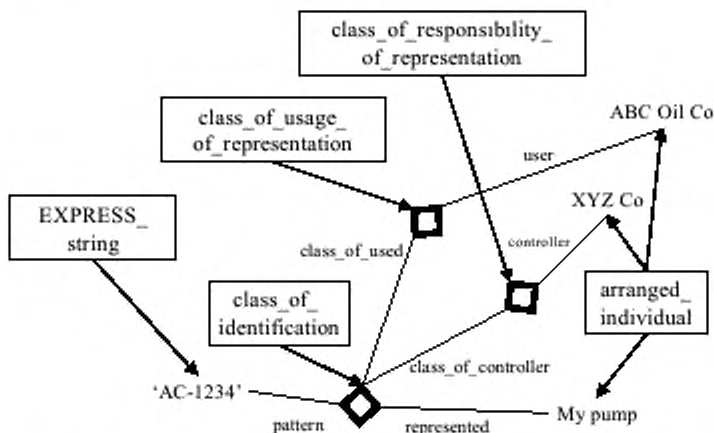 class_of_responsibility_
of_representation
class_of_usage_
of_representation
ABC Oil Co
user
XYZ Co
EXPRESS_
string
class_of_used
controller
class_of_
identification
arranged_
individual
class_of_controller
‘AC-1234’
My pump
pattern
represented